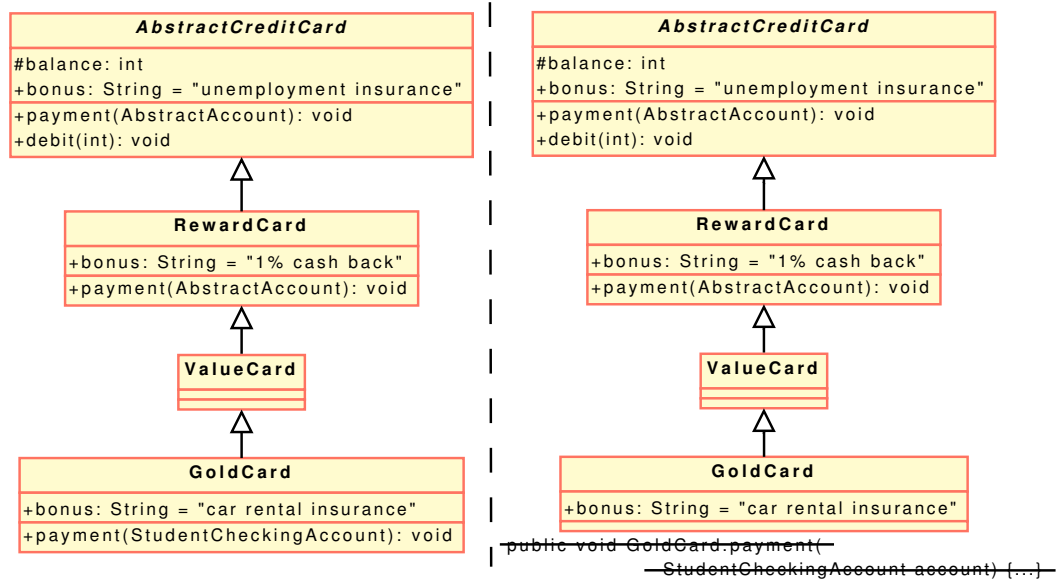 AbstractCreditCard
#balance: int
+bonus: String = "unemployment insurance"
+payment(AbstractAccount): void
+debit(int): void
RewardCard
+bonus: String = "1% cash back"
+payment(AbstractAccount): void
ValueCard
GoldCard
+bonus: String = "car rental insurance"
+payment(StudentCheckingAccount): void
AbstractCreditCard
#balance: int
+bonus: String = "unemployment insurance"
+payment(AbstractAccount): void
+debit(int): void
RewardCard
+bonus: String = "1% cash back"
+payment(AbstractAccount): void
ValueCard
GoldCard
+bonus: String = "car rental insurance"
public void GoldCard.payment(
StudentCheckingAccount account) {...}